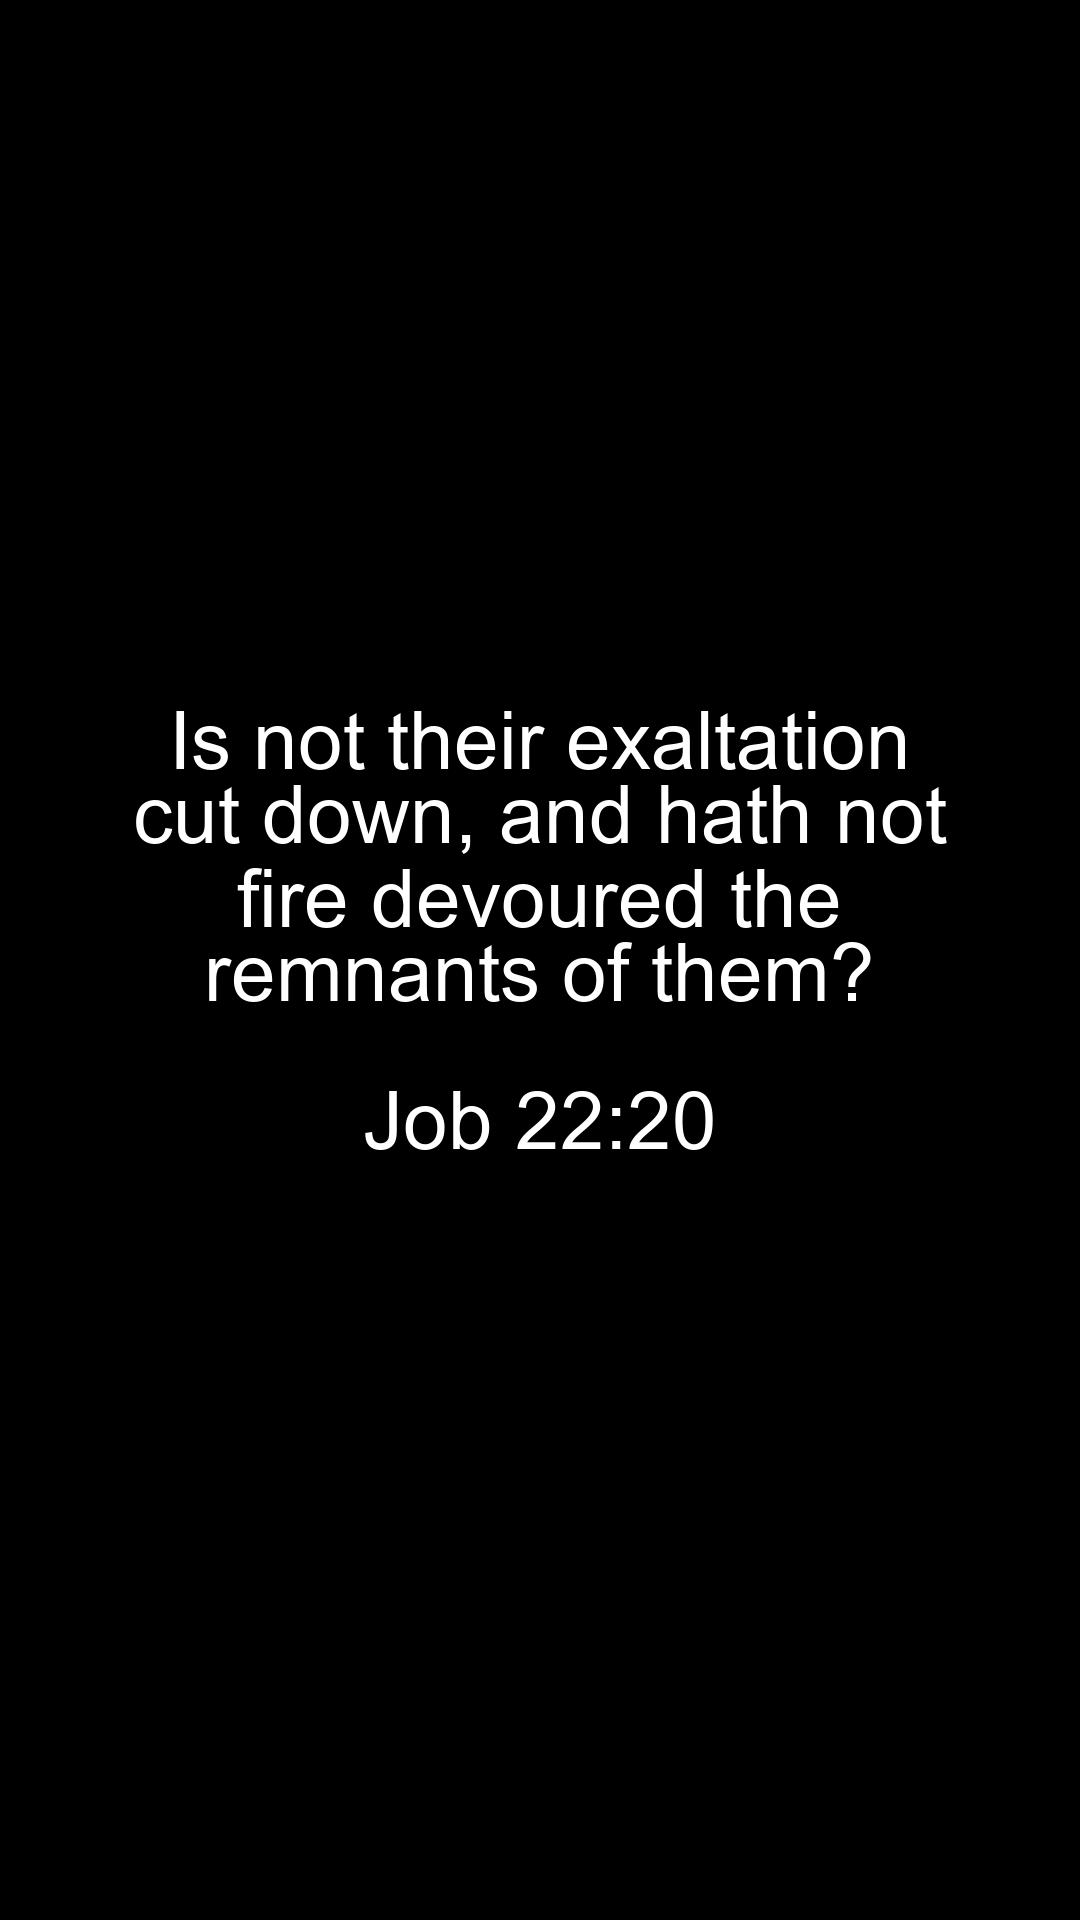 Is not their exaltation
cut down, and hath not
fire devoured the
remnants of them?
Job 22:20